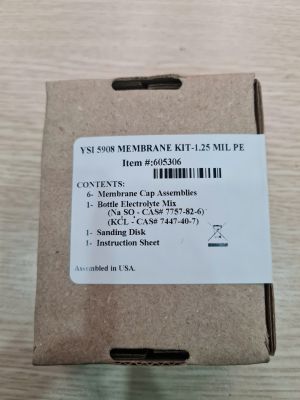 YSI 5908 MEMBRANE KIT-1.25 MIL PE
Item #:605306
CONTENTS:
6- Membrane Cap Assemblies
1- Bottle Electrolyte Mix
(Na SO - CAS# 7757-82-6)
(KCL - CAS# 7447-40-7)
1- Sanding Disk
1- Instruction Sheet
Assembled in USA.